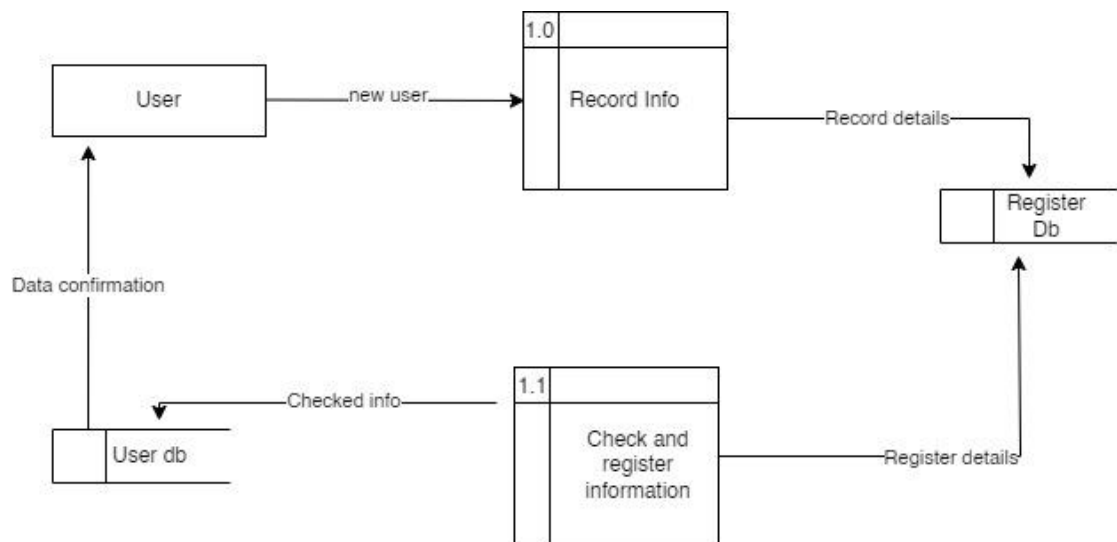 1.0
User
new user
Record Info
Record details
Register
Db
Data confirmation
1.1
Checked info
Check and
register
information
User db
Register details